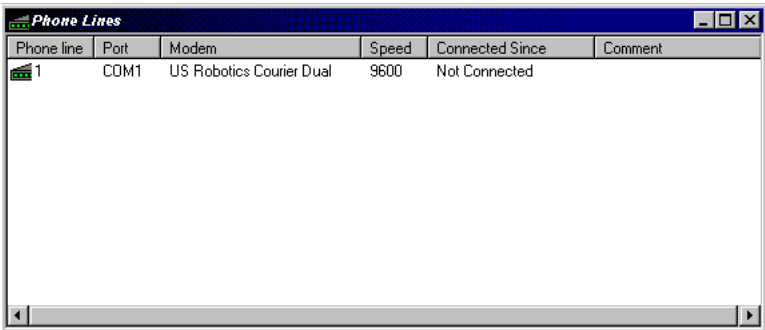 Phone Lines
Phone line Port Modem Speed Connected Since Comment
1 COM1 US Robotics Courier Dual 9600 Not Connected